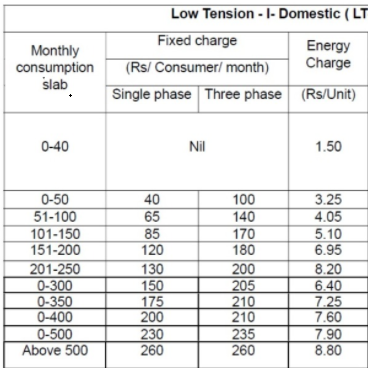 Low Tension - I- Domestic ( LT
Monthly consumption slab
Fixed charge
(Rs/ Consumer/ month)
Single phase Three phase
Energy Charge
(Rs/Unit)
0-40 Nil 1.50
0-50 40 100 3.25
51-100 65 140 4.05
101-150 85 170 5.10
151-200 120 180 6.95
201-250 130 200 8.20
0-300 150 205 6.40
0-350 175 210 7.25
0-400 200 210 7.60
0-500 230 235 7.90
Above 500 260 260 8.80